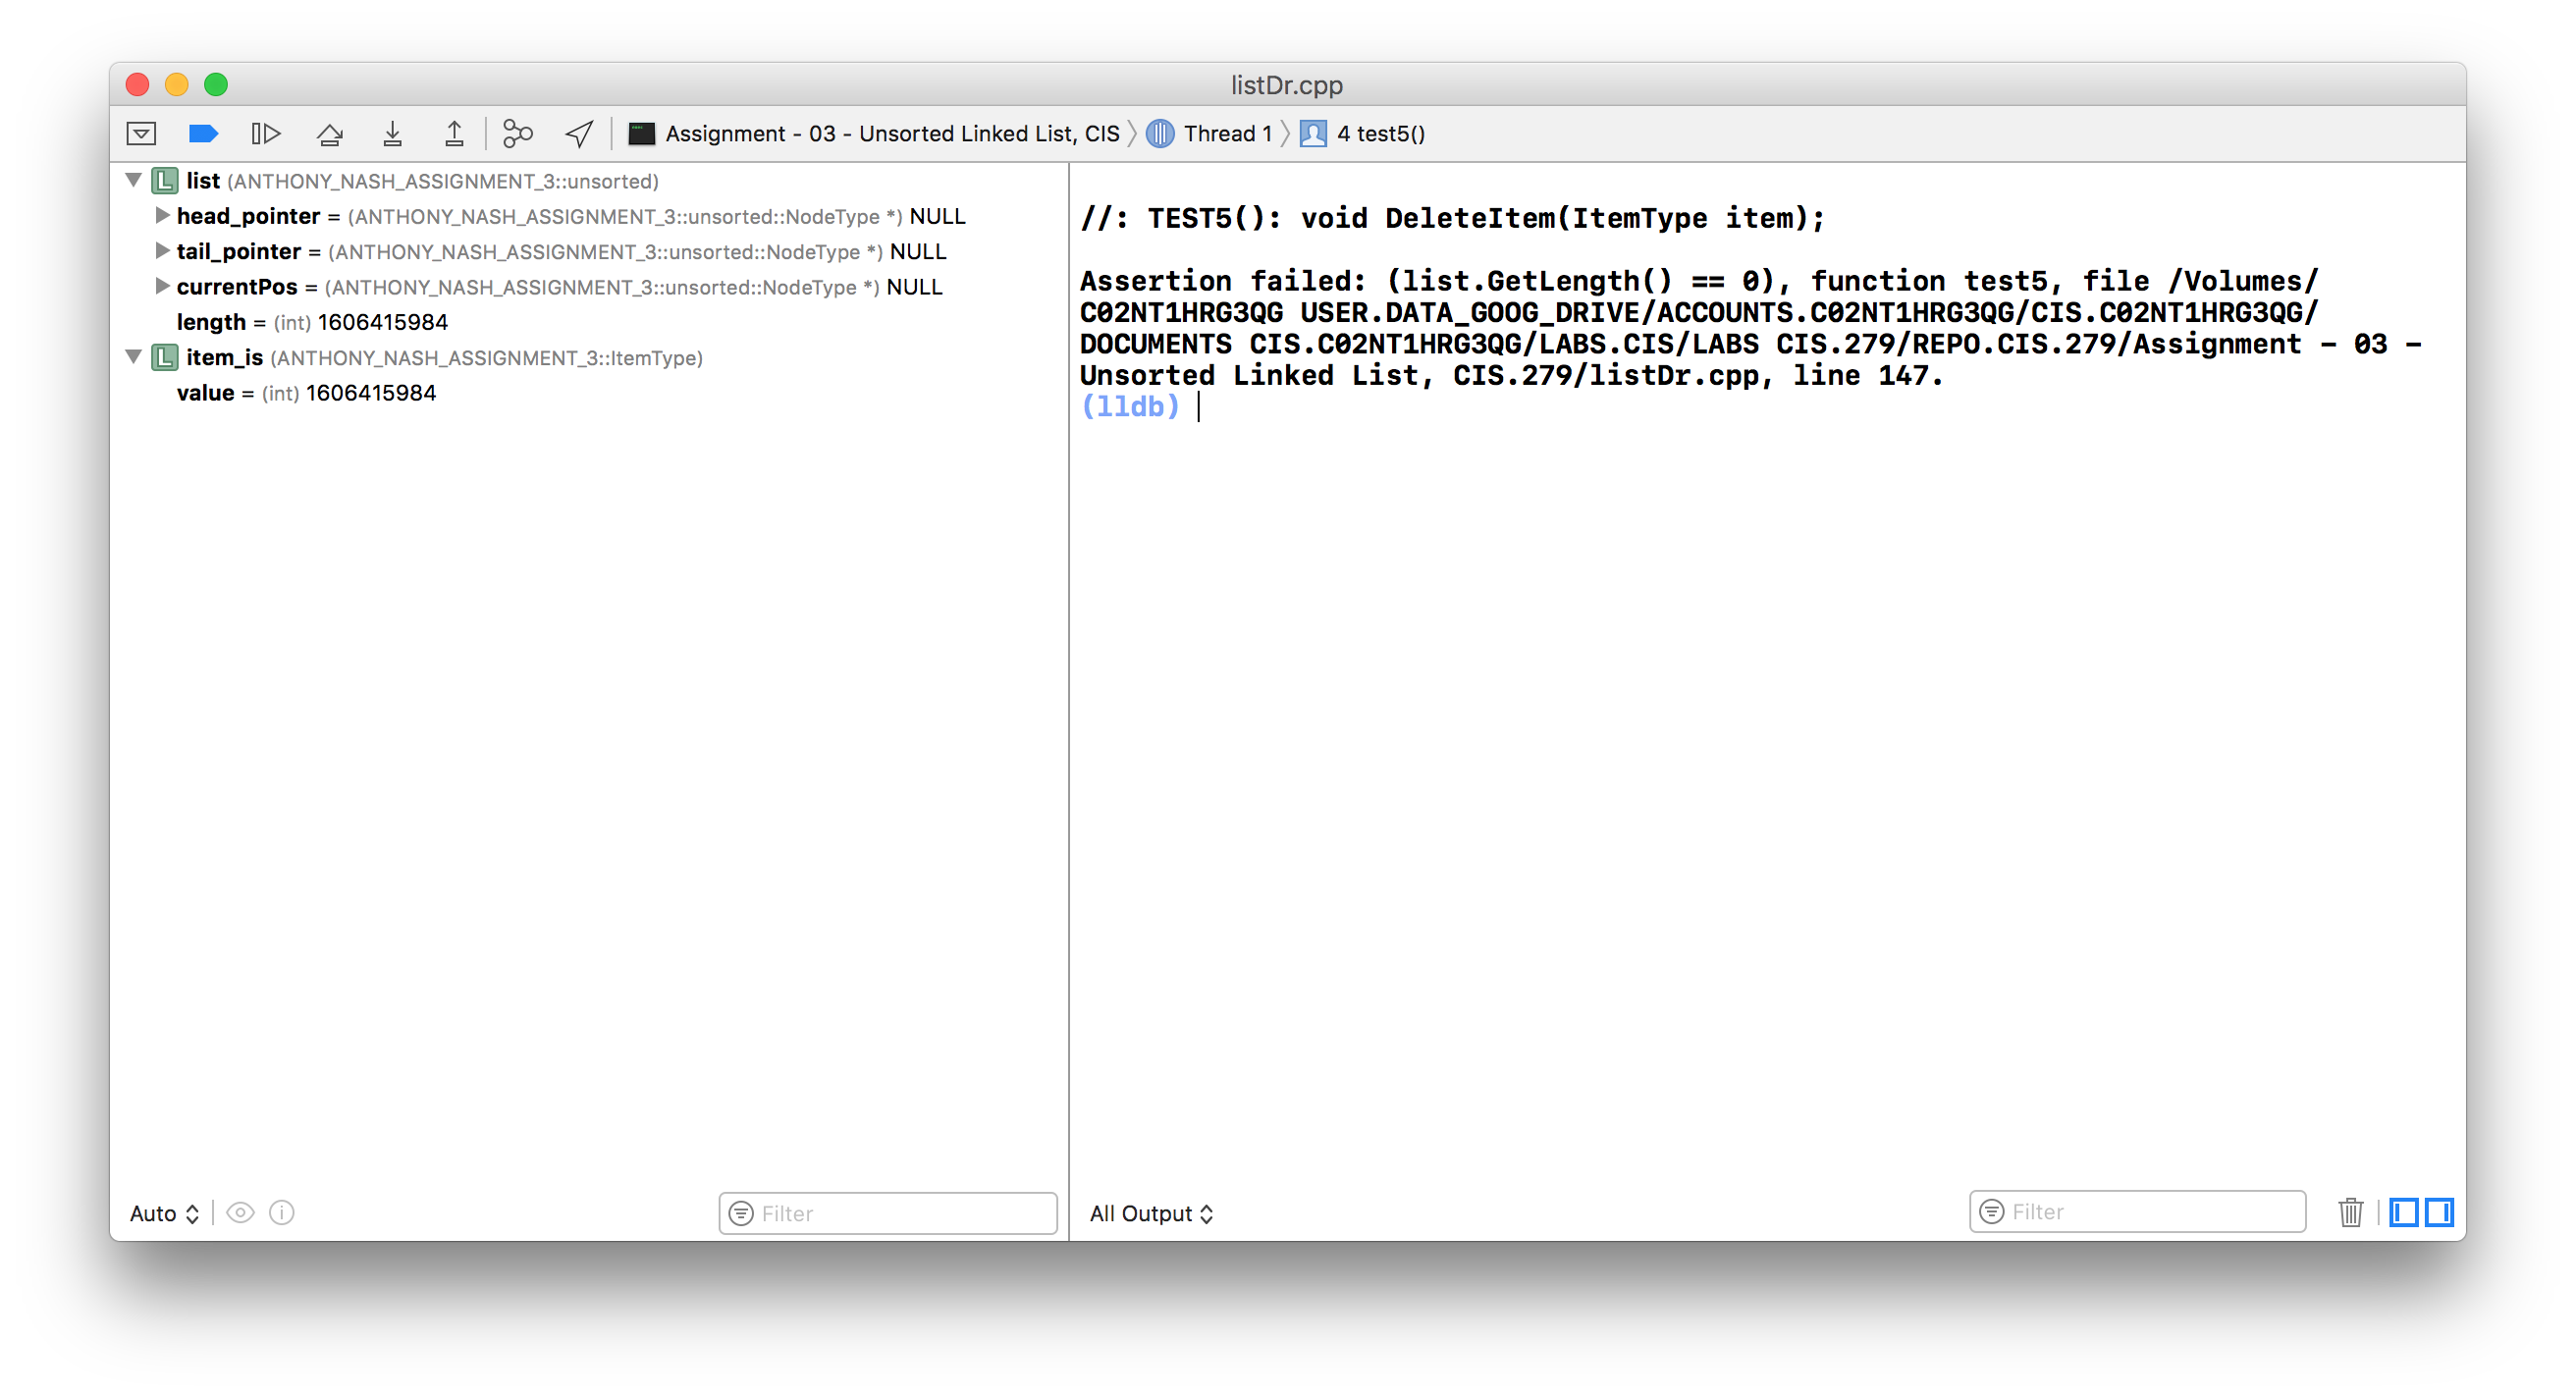 listDr.cpp
Assignment - 03 - Unsorted Linked List, CIS
Thread 1
4 test5()
L list (ANTHONY_NASH_ASSIGNMENT_3::unsorted)
head_pointer = (ANTHONY_NASH_ASSIGNMENT_3::unsorted::NodeType *) NULL
tail_pointer = (ANTHONY_NASH_ASSIGNMENT_3::unsorted::NodeType *) NULL
currentPos = (ANTHONY_NASH_ASSIGNMENT_3::unsorted::NodeType *) NULL
length = (int) 1606415984
L item_is (ANTHONY_NASH_ASSIGNMENT_3::ItemType)
value = (int) 1606415984
Auto
Filter
//: TEST5(): void DeleteItem(ItemType item);
Assertion failed: (list.GetLength() == 0), function test5, file /Volumes/
C02NT1HRG3QG USER.DATA_GOOG_DRIVE/ACCOUNTS.C02NT1HRG3QG/CIS.C02NT1HRG3QG/
DOCUMENTS CIS.C02NT1HRG3QG/LABS.CIS/LABS CIS.279/REPO.CIS.279/Assignment - 03 -
Unsorted Linked List, CIS.279/listDr.cpp, line 147.
(lldb)
All Output
Filter